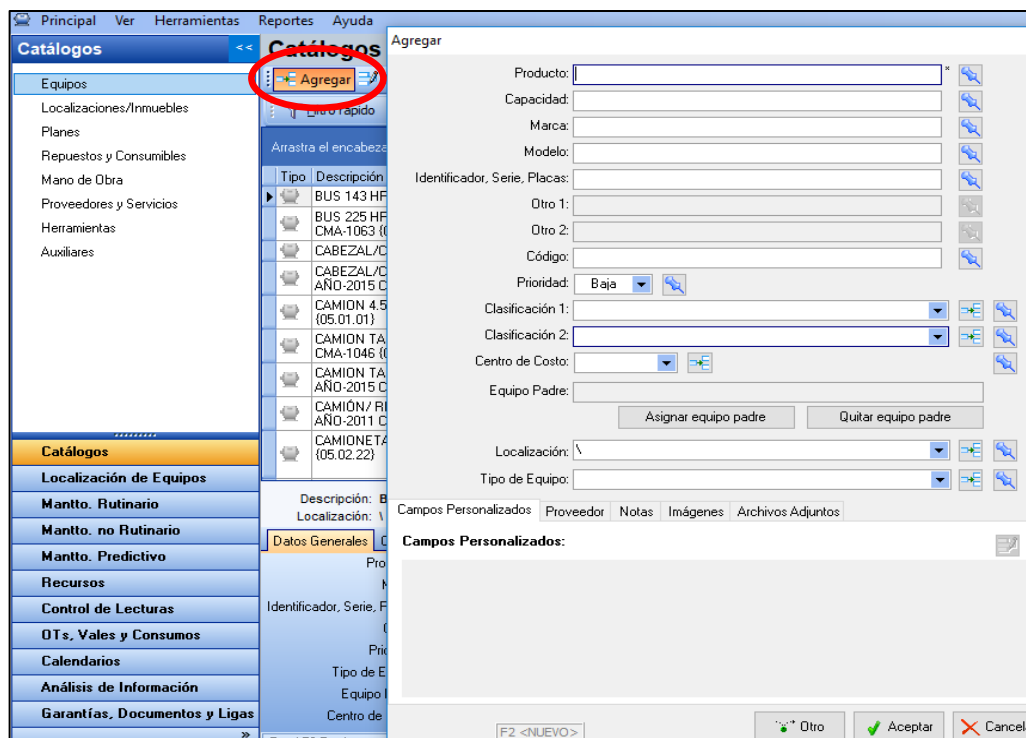 Principal Ver Herramientas Reportes Ayuda
Catálogos <<
Equipos
Localizaciones/Inmuebles
Planes
Repuestos y Consumibles
Mano de Obra
Proveedores y Servicios
Herramientas
Auxiliares
Catálogos
Localización de Equipos
Mantto. Rutinario
Mantto. no Rutinario
Mantto. Predictivo
Recursos
Control de Lecturas
OTs, Vales y Consumos
Calendarios
Análisis de Información
Garantías, Documentos y Ligas
»
Catálogos
Agregar
rápido
Arrastra el encabeza
Tipo Descripción
BUS 143 HF
BUS 225 HF
CMA-1063
CABEZAL/C
CABEZAL/C
AÑO-2015 C
CAMION 4.5
{05.01.01}
CAMION TA
CMA-1046
CAMION TA
AÑO-2015 C
CAMIÓN/ RI
AÑO-2011 C
CAMIONETA
{05.02.22}
Descripción: B
Localización: \
Datos Generales
Pro
Identificador, Serie, P
Prio
Tipo de E
Equipo
Centro de
Agregar
Producto: *
Capacidad:
Marca:
Modelo:
Identificador, Serie, Placas:
Otro 1:
Otro 2:
Código:
Prioridad: Baja
Clasificación 1:
Clasificación 2:
Centro de Costo:
Equipo Padre:
Asignar equipo padre Quitar equipo padre
Localización: \
Tipo de Equipo:
Campos Personalizados Proveedor Notas Imágenes Archivos Adjuntos
Campos Personalizados:
F2 <NUEVO> Otro Aceptar Cancel